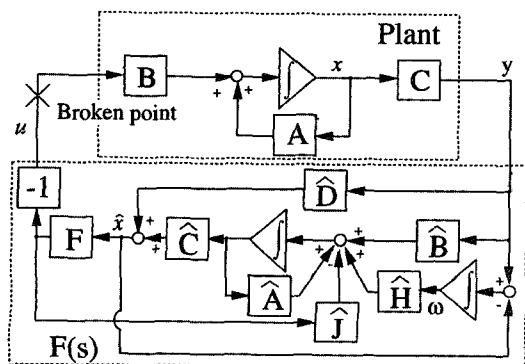 Plant
B
+
+
∫
x
C
y
A
u
Broken point
-1
D̂
F
x̂
+
+
Ĉ
∫
+
+
-
+
+
B̂
Â
Ĥ
ω
∫
+
-
Ĵ
F(s)